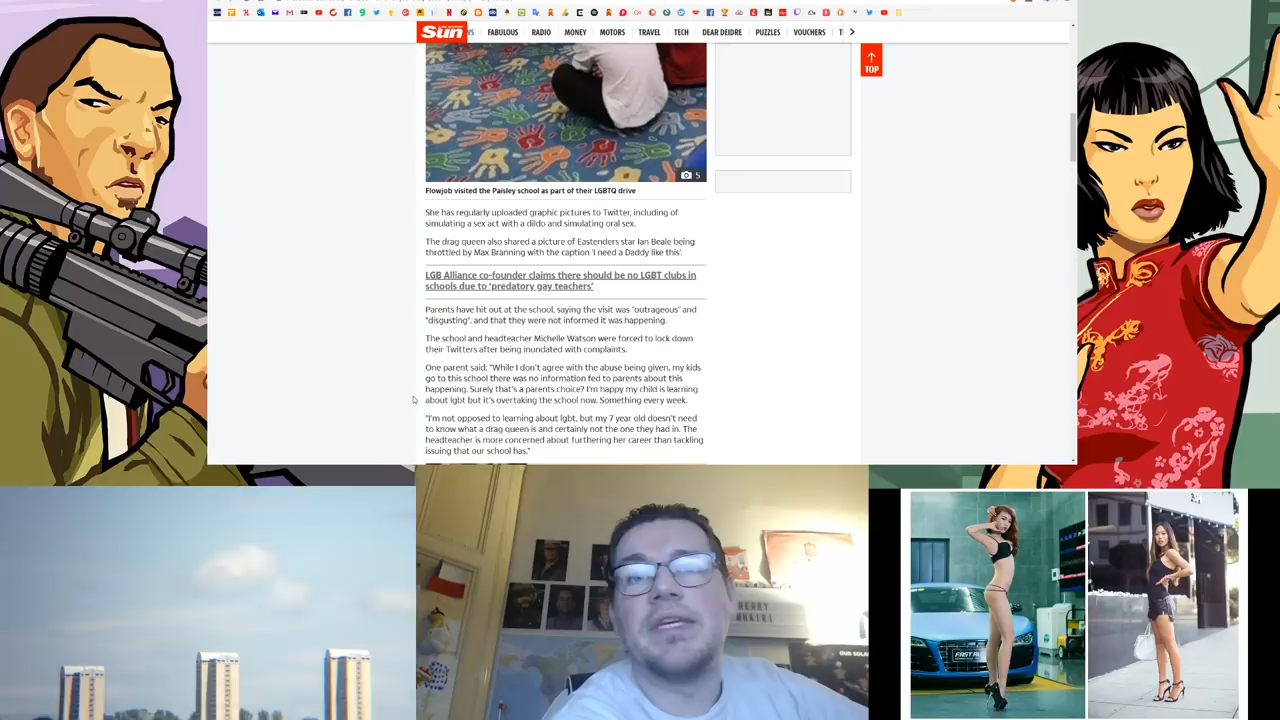 Sun
WS
FABULOUS
RADIO
MONEY
MOTORS
TRAVEL
TECH
DEAR DEIDRE
PUZZLES
VOUCHERS
T
TOP
5
Flowjob visited the Paisley school as part of their LGBTQ drive
She has regularly uploaded graphic pictures to Twitter, including of
simulating a sex act with a dildo and simulating oral sex.
The drag queen also shared a picture of Eastenders star Ian Beale being
throttled by Max Branning with the caption 'I need a Daddy like this'.
LGB Alliance co-founder claims there should be no LGBT clubs in
schools due to 'predatory gay teachers'
Parents have hit out at the school, saying the visit was "outrageous" and
"disgusting", and that they were not informed it was happening.
The school and headteacher Michelle Watson were forced to lock down
their Twitters after being inundated with complaints.
One parent said: "While I don't agree with the abuse being given, my kids
go to this school there was no information fed to parents about this
happening. Surely that's a parents choice? I'm happy my child is learning
about lgbt but it's overtaking the school now. Something every week.
"I'm not opposed to learning about lgbt, but my 7 year old doesn't need
to know what a drag queen is and certainly not the one they had in. The
headteacher is more concerned about furthering her career than tackling
issuing that our school has."